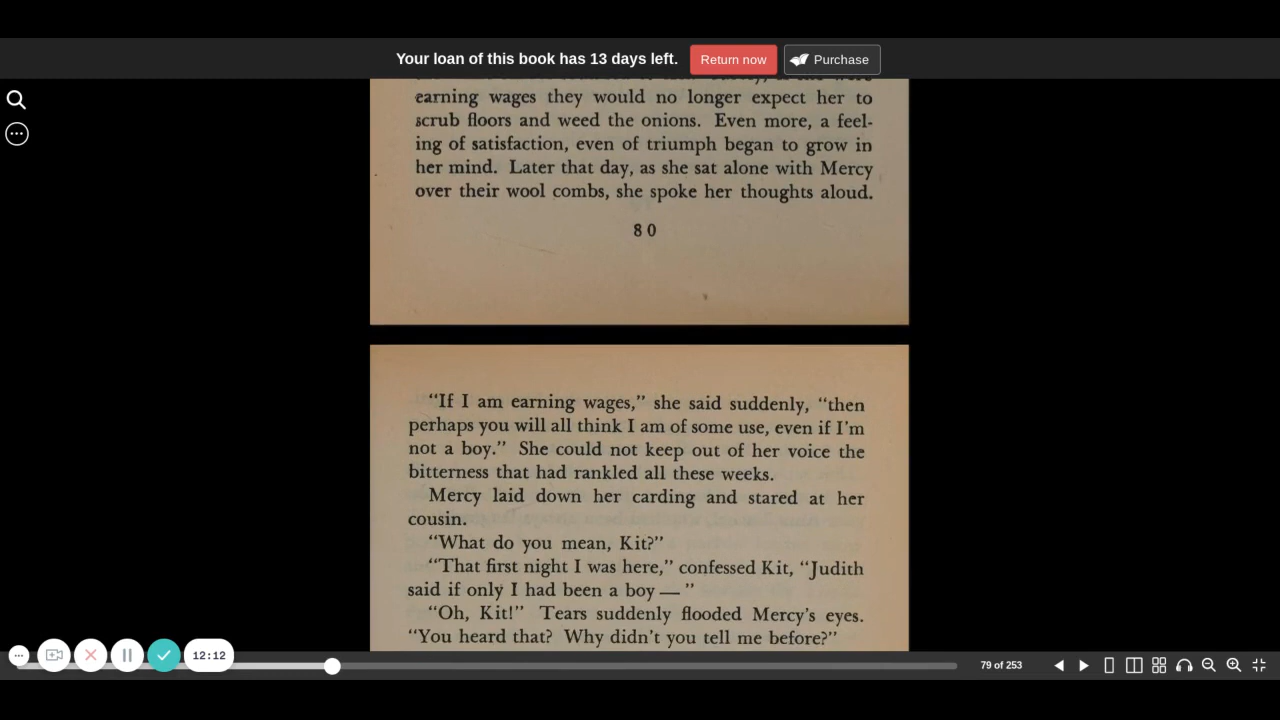 Your loan of this book has 13 days left. Return now Purchase
earning wages they would no longer expect her to
scrub floors and weed the onions. Even more, a feel-
ing of satisfaction, even of triumph began to grow in
her mind. Later that day, as she sat alone with Mercy
over their wool combs, she spoke her thoughts aloud.
80
“If I am earning wages,” she said suddenly, “then
perhaps you will all think I am of some use, even if I’m
not a boy.” She could not keep out of her voice the
bitterness that had rankled all these weeks.
Mercy laid down her carding and stared at her
cousin.
“What do you mean, Kit?”
“That first night I was here,” confessed Kit, “Judith
said if only I had been a boy — ”
“Oh, Kit!” Tears suddenly flooded Mercy’s eyes.
“You heard that? Why didn’t you tell me before?”
12:12
79 of 253